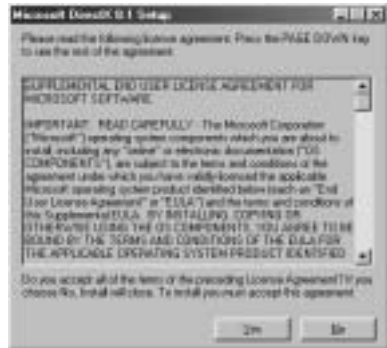 Microsoft DirectX 8.1 Setup
Please read the following license agreement. Press the PAGE DOWN key
to see the rest of the agreement.
SUPPLEMENTAL END USER LICENSE AGREEMENT FOR
MICROSOFT SOFTWARE
IMPORTANT: READ CAREFULLY - The Microsoft Corporation
("Microsoft") operating system components which you are about to
install, including any "online" or electronic documentation ("OS
COMPONENTS"), are subject to the terms and conditions of the
agreement under which you have validly licensed the applicable
Microsoft operating system product identified below (each an "End
User License Agreement" or "EULA") and the terms and conditions of
this Supplemental EULA. BY INSTALLING, COPYING OR
OTHERWISE USING THE OS COMPONENTS, YOU AGREE TO BE
BOUND BY THE TERMS AND CONDITIONS OF THE EULA FOR
THE APPLICABLE OPERATING SYSTEM PRODUCT IDENTIFIED
Do you accept all of the terms of the preceding License Agreement? If you
choose No, Install will close. To install you must accept this agreement.
Yes No